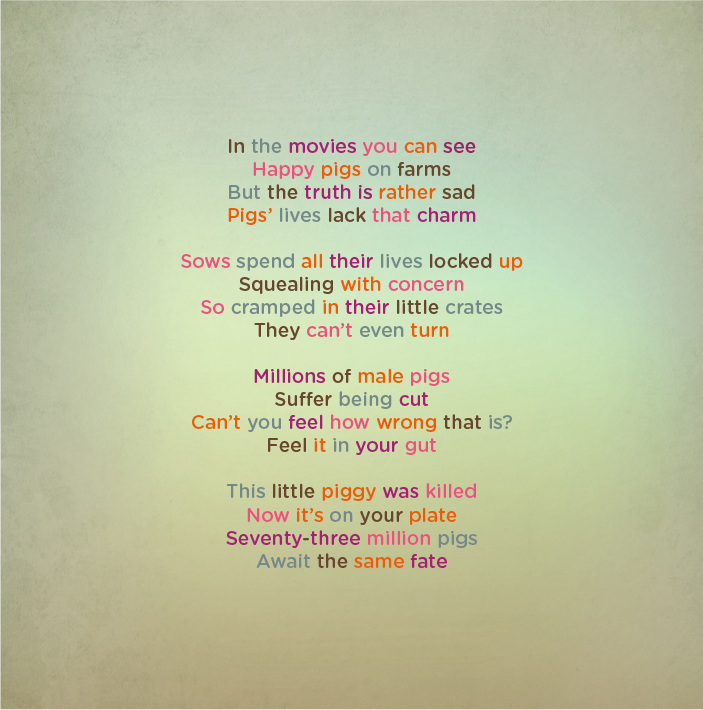 In the movies you can see
Happy pigs on farms
But the truth is rather sad
Pigs’ lives lack that charm
Sows spend all their lives locked up
Squealing with concern
So cramped in their little crates
They can’t even turn
Millions of male pigs
Suffer being cut
Can’t you feel how wrong that is?
Feel it in your gut
This little piggy was killed
Now it’s on your plate
Seventy-three million pigs
Await the same fate